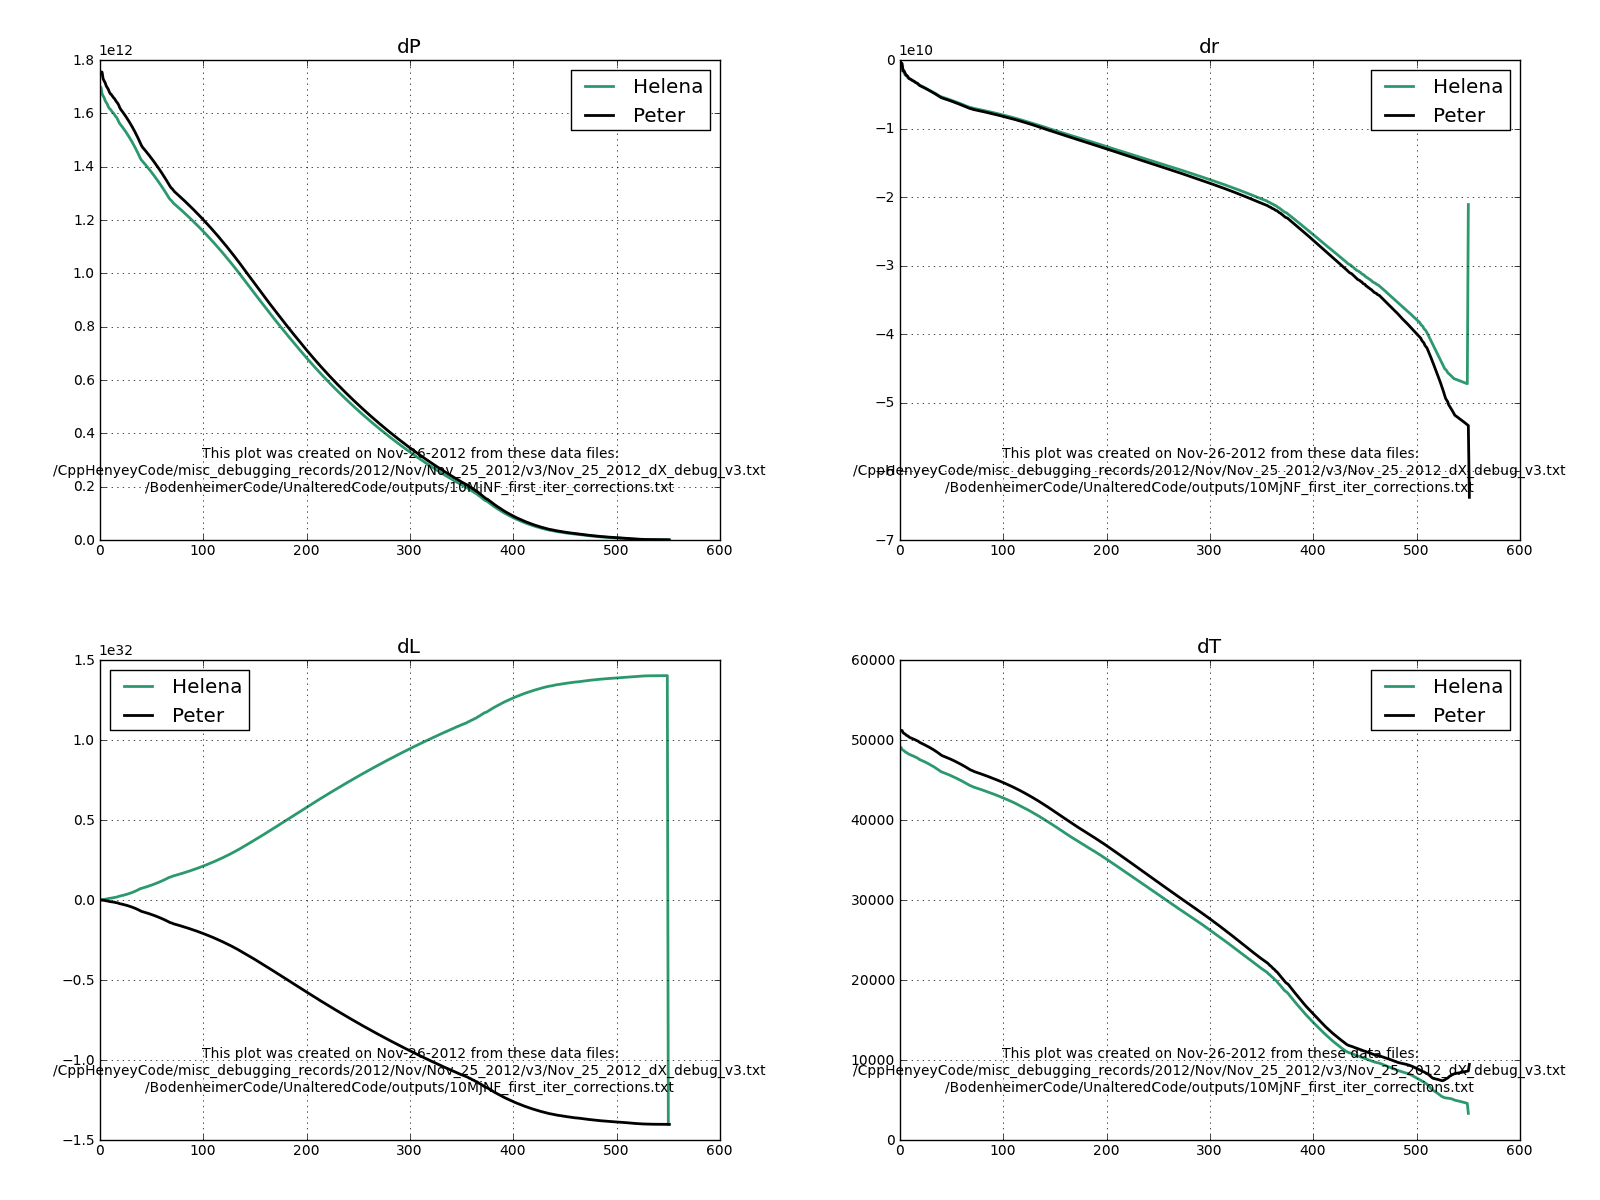 dP
1e12
1.8
1.6
1.4
1.2
1.0
0.8
0.6
0.4
0.2
0.0
0 100 200 300 400 500 600
Helena
Peter
This plot was created on Nov-26-2012 from these data files:
/CppHenyeyCode/misc_debugging_records/2012/Nov/Nov_25_2012/v3/Nov_25_2012_dX_debug_v3.txt
/BodenheimerCode/UnalteredCode/outputs/10MjNF_first_iter_corrections.txt
dr
1e10
0
−1
−2
−3
−4
−5
−6
−7
0 100 200 300 400 500 600
Helena
Peter
This plot was created on Nov-26-2012 from these data files:
/CppHenyeyCode/misc_debugging_records/2012/Nov/Nov_25_2012/v3/Nov_25_2012_dX_debug_v3.txt
/BodenheimerCode/UnalteredCode/outputs/10MjNF_first_iter_corrections.txt
dL
1e32
1.5
1.0
0.5
0.0
−0.5
−1.0
−1.5
0 100 200 300 400 500 600
Helena
Peter
This plot was created on Nov-26-2012 from these data files:
/CppHenyeyCode/misc_debugging_records/2012/Nov/Nov_25_2012/v3/Nov_25_2012_dX_debug_v3.txt
/BodenheimerCode/UnalteredCode/outputs/10MjNF_first_iter_corrections.txt
dT
60000
50000
40000
30000
20000
10000
0
0 100 200 300 400 500 600
Helena
Peter
This plot was created on Nov-26-2012 from these data files:
/CppHenyeyCode/misc_debugging_records/2012/Nov/Nov_25_2012/v3/Nov_25_2012_dX_debug_v3.txt
/BodenheimerCode/UnalteredCode/outputs/10MjNF_first_iter_corrections.txt